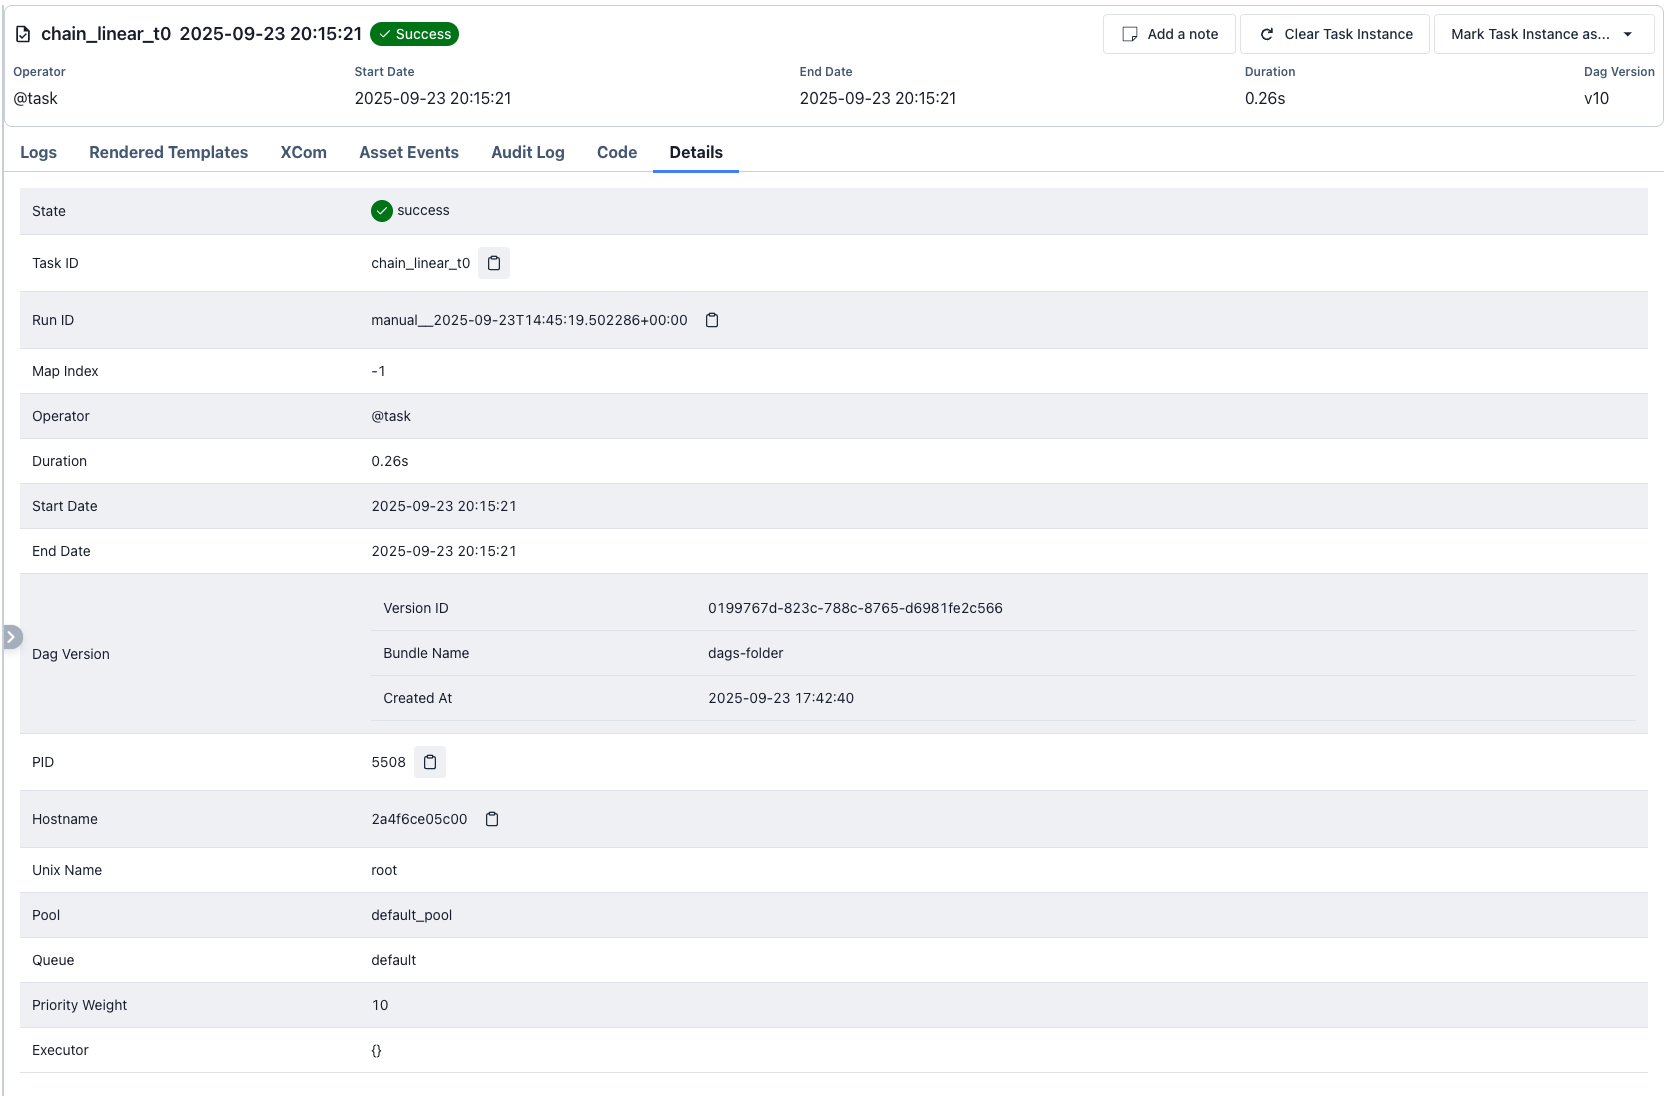 chain_linear_t0 2025-09-23 20:15:21 Success Add a note Clear Task Instance Mark Task Instance as...
Operator Start Date End Date Duration Dag Version
@task 2025-09-23 20:15:21 2025-09-23 20:15:21 0.26s v10
Logs Rendered Templates XCom Asset Events Audit Log Code Details
State success
Task ID chain_linear_t0
Run ID manual__2025-09-23T14:45:19.502286+00:00
Map Index -1
Operator @task
Duration 0.26s
Start Date 2025-09-23 20:15:21
End Date 2025-09-23 20:15:21
Dag Version
Version ID 0199767d-823c-788c-8765-d6981fe2c566
Bundle Name dags-folder
Created At 2025-09-23 17:42:40
PID 5508
Hostname 2a4f6ce05c00
Unix Name root
Pool default_pool
Queue default
Priority Weight 10
Executor {}